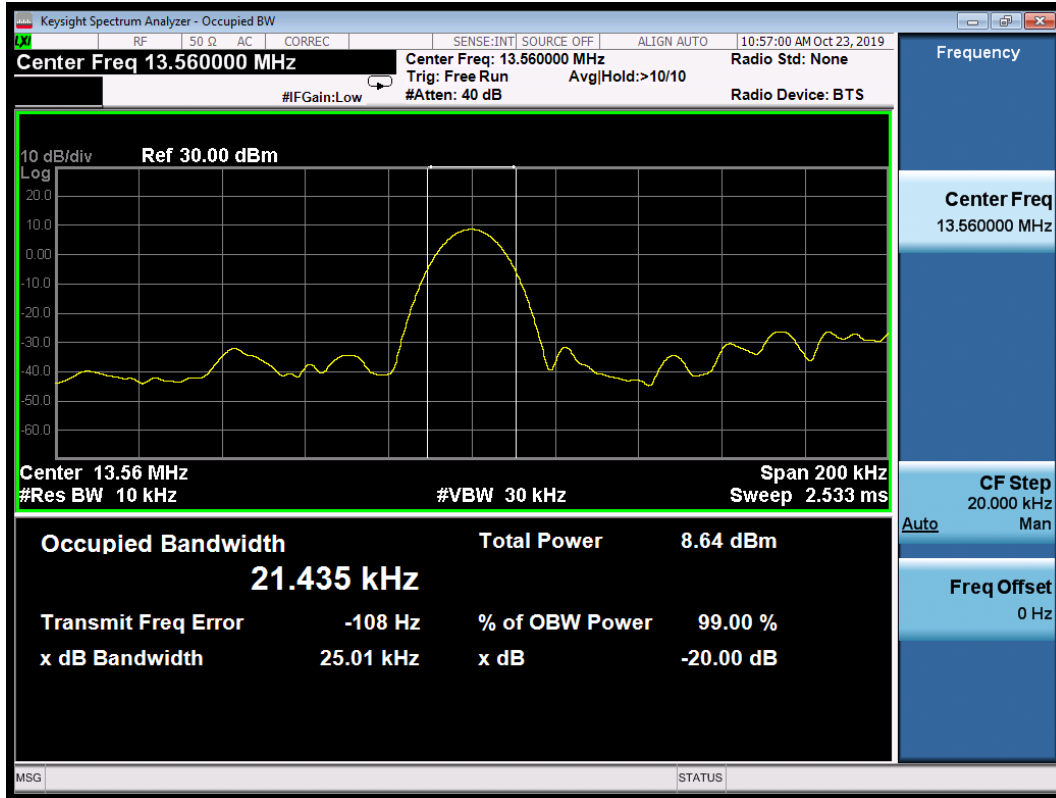 Keysight Spectrum Analyzer - Occupied BW
LXI RF 50 Ω AC CORREC SENSE:INT SOURCE OFF ALIGN AUTO 10:57:00 AM Oct 23, 2019
Center Freq 13.560000 MHz
Center Freq: 13.560000 MHz Radio Std: None
Trig: Free Run Avg|Hold:>10/10
#IFGain:Low #Atten: 40 dB Radio Device: BTS
10 dB/div Ref 30.00 dBm
Log
20.0
10.0
0.00
-10.0
-20.0
-30.0
-40.0
-50.0
-60.0
Center 13.56 MHz Span 200 kHz
#Res BW 10 kHz #VBW 30 kHz Sweep 2.533 ms
Occupied Bandwidth Total Power 8.64 dBm
21.435 kHz
Transmit Freq Error -108 Hz % of OBW Power 99.00 %
x dB Bandwidth 25.01 kHz x dB -20.00 dB
MSG STATUS
Frequency
Center Freq
13.560000 MHz
CF Step
20.000 kHz
Auto Man
Freq Offset
0 Hz